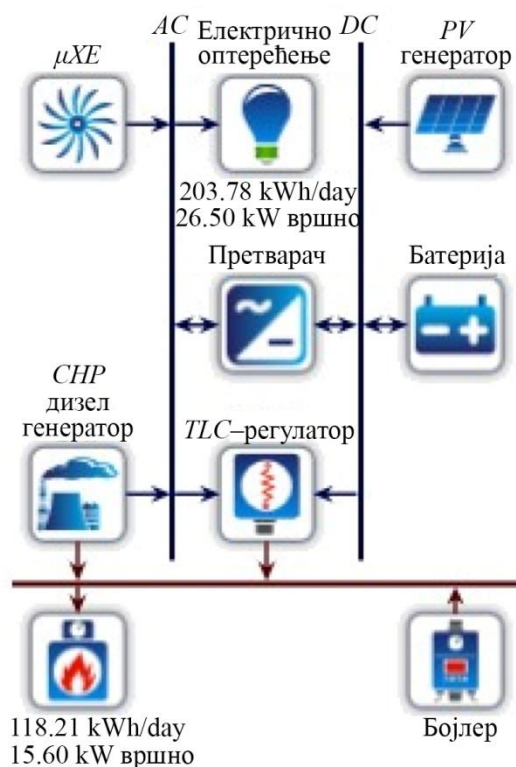 AC
DC
μХЕ
Електрично
оптерећење
PV
генератор
203.78 kWh/day
26.50 kW вршно
Претварач
Батерија
CHP
дизел
генератор
TLC–регулатор
118.21 kWh/day
15.60 kW вршно
Бојлер